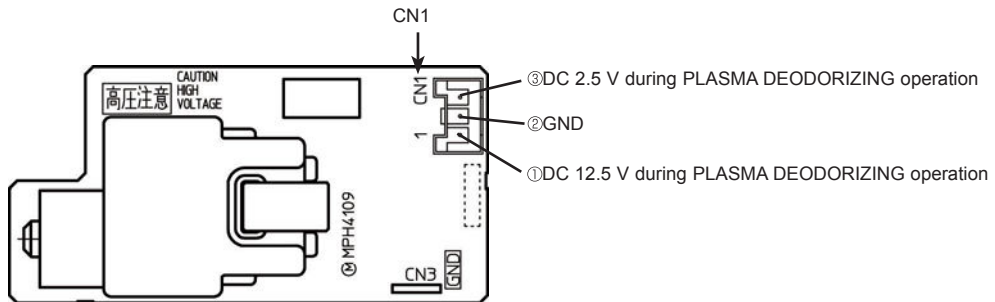 CN1
高圧注意
CAUTION
HIGH
VOLTAGE
CN1
1
③DC 2.5 V during PLASMA DEODORIZING operation
②GND
①DC 12.5 V during PLASMA DEODORIZING operation
Ⓜ MPH4109
CN3
GND